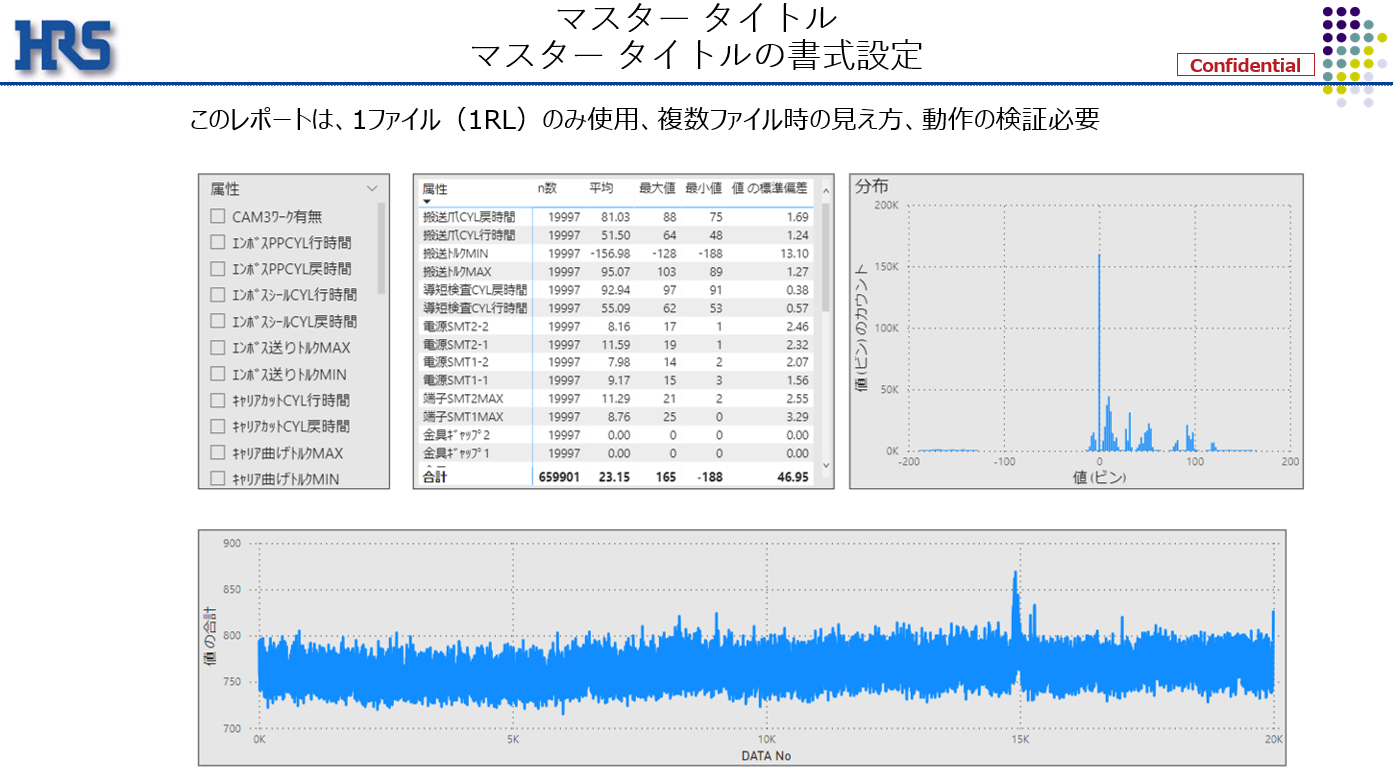 HRS
マスター タイトル
マスター タイトルの書式設定
Confidential
このレポートは、1ファイル（1RL）のみ使用、複数ファイル時の見え方、動作の検証必要
属性
CAM3ﾜｰｸ有無
ｴﾝﾎﾞｽPPCYL行時間
ｴﾝﾎﾞｽPPCYL戻時間
ｴﾝﾎﾞｽｼｰﾙCYL行時間
ｴﾝﾎﾞｽｼｰﾙCYL戻時間
ｴﾝﾎﾞｽ送りﾄﾙｸMAX
ｴﾝﾎﾞｽ送りﾄﾙｸMIN
ｷｬﾘｱｶｯﾄCYL行時間
ｷｬﾘｱｶｯﾄCYL戻時間
ｷｬﾘｱ曲げﾄﾙｸMAX
ｷｬﾘｱ曲げﾄﾙｸMIN
属性 n数 平均 最大値 最小値 値 の標準偏差
搬送爪CYL戻時間 19997 81.03 88 75 1.69
搬送爪CYL行時間 19997 51.50 64 48 1.24
搬送ﾄﾙｸMIN 19997 -156.98 -128 -188 13.10
搬送ﾄﾙｸMAX 19997 95.07 103 89 1.27
導短検査CYL戻時間 19997 92.94 97 91 0.38
導短検査CYL行時間 19997 55.09 62 53 0.57
電源SMT2-2 19997 8.16 17 1 2.46
電源SMT2-1 19997 11.59 19 1 2.32
電源SMT1-2 19997 7.98 14 2 2.07
電源SMT1-1 19997 9.17 15 3 1.56
端子SMT2MAX 19997 11.29 21 2 2.55
端子SMT1MAX 19997 8.76 25 0 3.29
金具ｷﾞｬｯﾌﾟ2 19997 0.00 0 0 0.00
金具ｷﾞｬｯﾌﾟ1 19997 0.00 0 0 0.00
合計 659901 23.15 165 -188 46.95
分布
値 (ビン) のカウント
200K
150K
100K
50K
0K
-200 -100 0 100 200
値 (ビン)
値 の合計
900
850
800
750
700
0K 5K 10K 15K 20K
DATA No